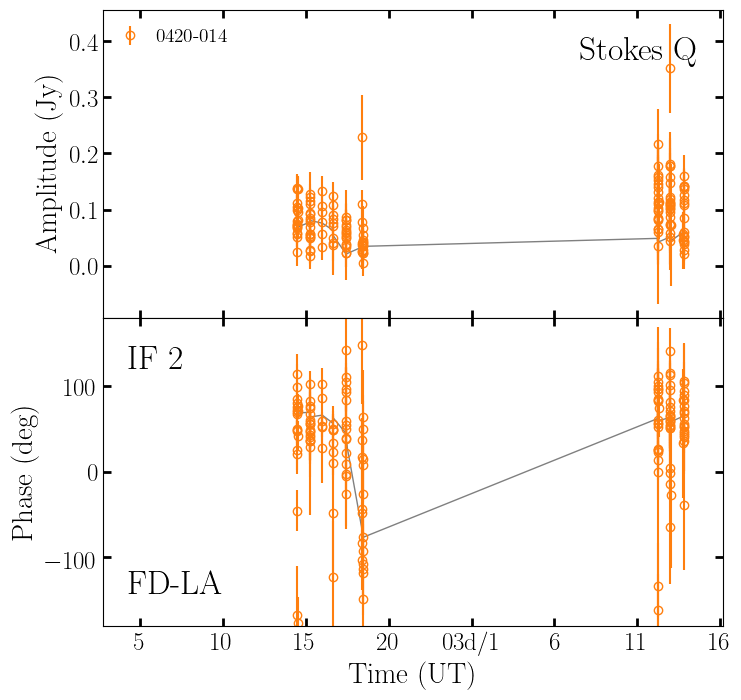 0420-014
Stokes Q
Amplitude (Jy)
0.4
0.3
0.2
0.1
0.0
IF 2
Phase (deg)
100
0
−100
FD-LA
5 10 15 20 03d/1 6 11 16
Time (UT)